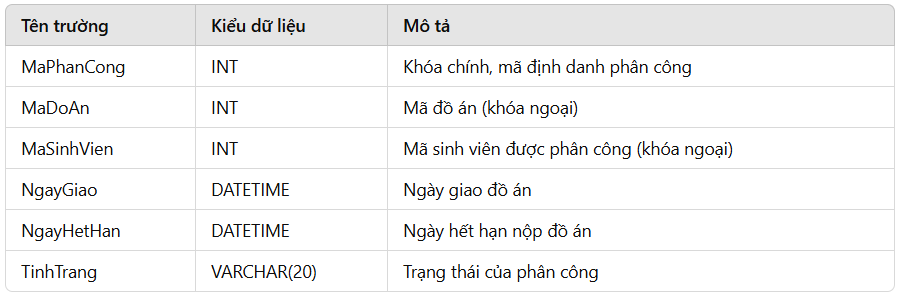 Tên trường Kiểu dữ liệu Mô tả
MaPhanCong INT Khóa chính, mã định danh phân công
MaDoAn INT Mã đồ án (khóa ngoại)
MaSinhVien INT Mã sinh viên được phân công (khóa ngoại)
NgayGiao DATETIME Ngày giao đồ án
NgayHetHan DATETIME Ngày hết hạn nộp đồ án
TinhTrang VARCHAR(20) Trạng thái của phân công